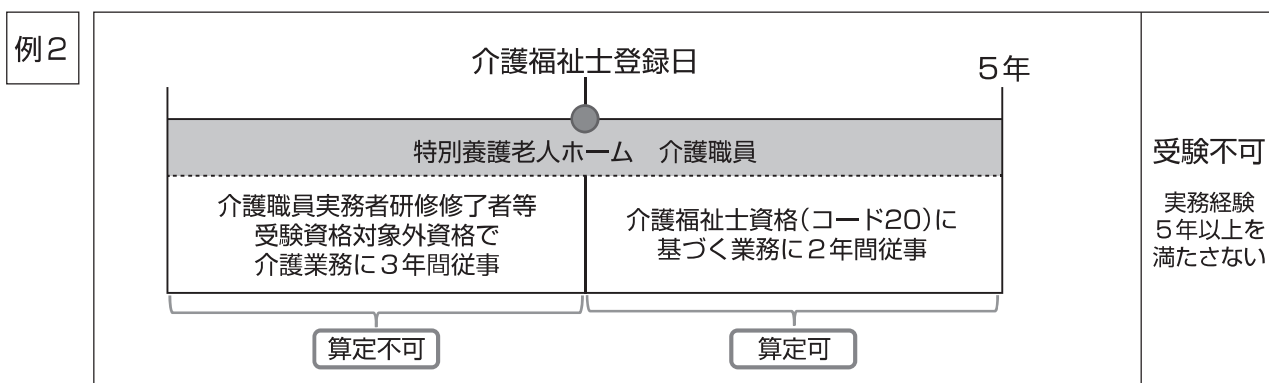 例2
介護福祉士登録日
5年
特別養護老人ホーム　介護職員
介護職員実務者研修修了者等
受験資格対象外資格で
介護業務に3年間従事
介護福祉士資格(コード20)に
基づく業務に2年間従事
算定不可
算定可
受験不可
実務経験
5年以上を
満たさない